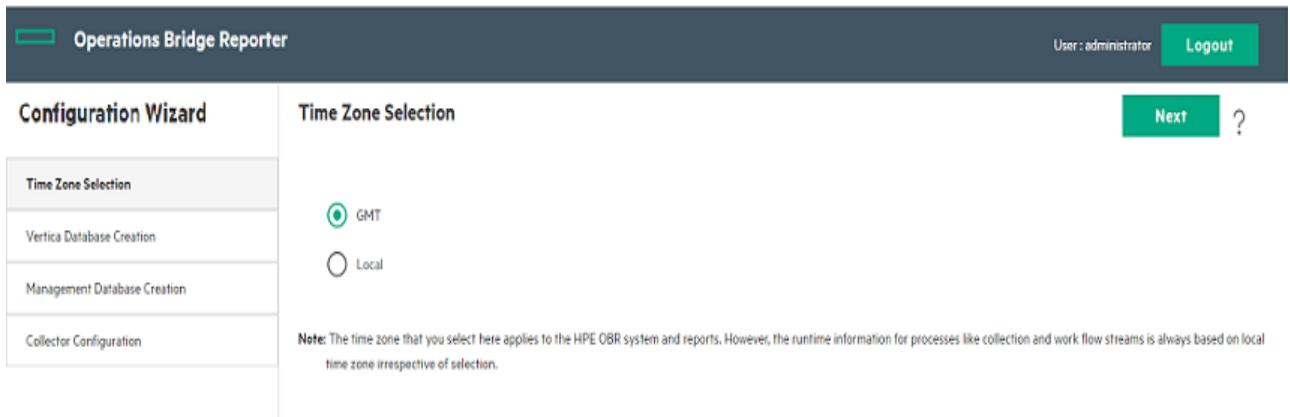 Operations Bridge Reporter
User : administrator
Logout
Configuration Wizard
Time Zone Selection
Vertica Database Creation
Management Database Creation
Collector Configuration
Time Zone Selection
Next
?
GMT
Local
Note: The time zone that you select here applies to the HPE OBR system and reports. However, the runtime information for processes like collection and work flow streams is always based on local
time zone irrespective of selection.